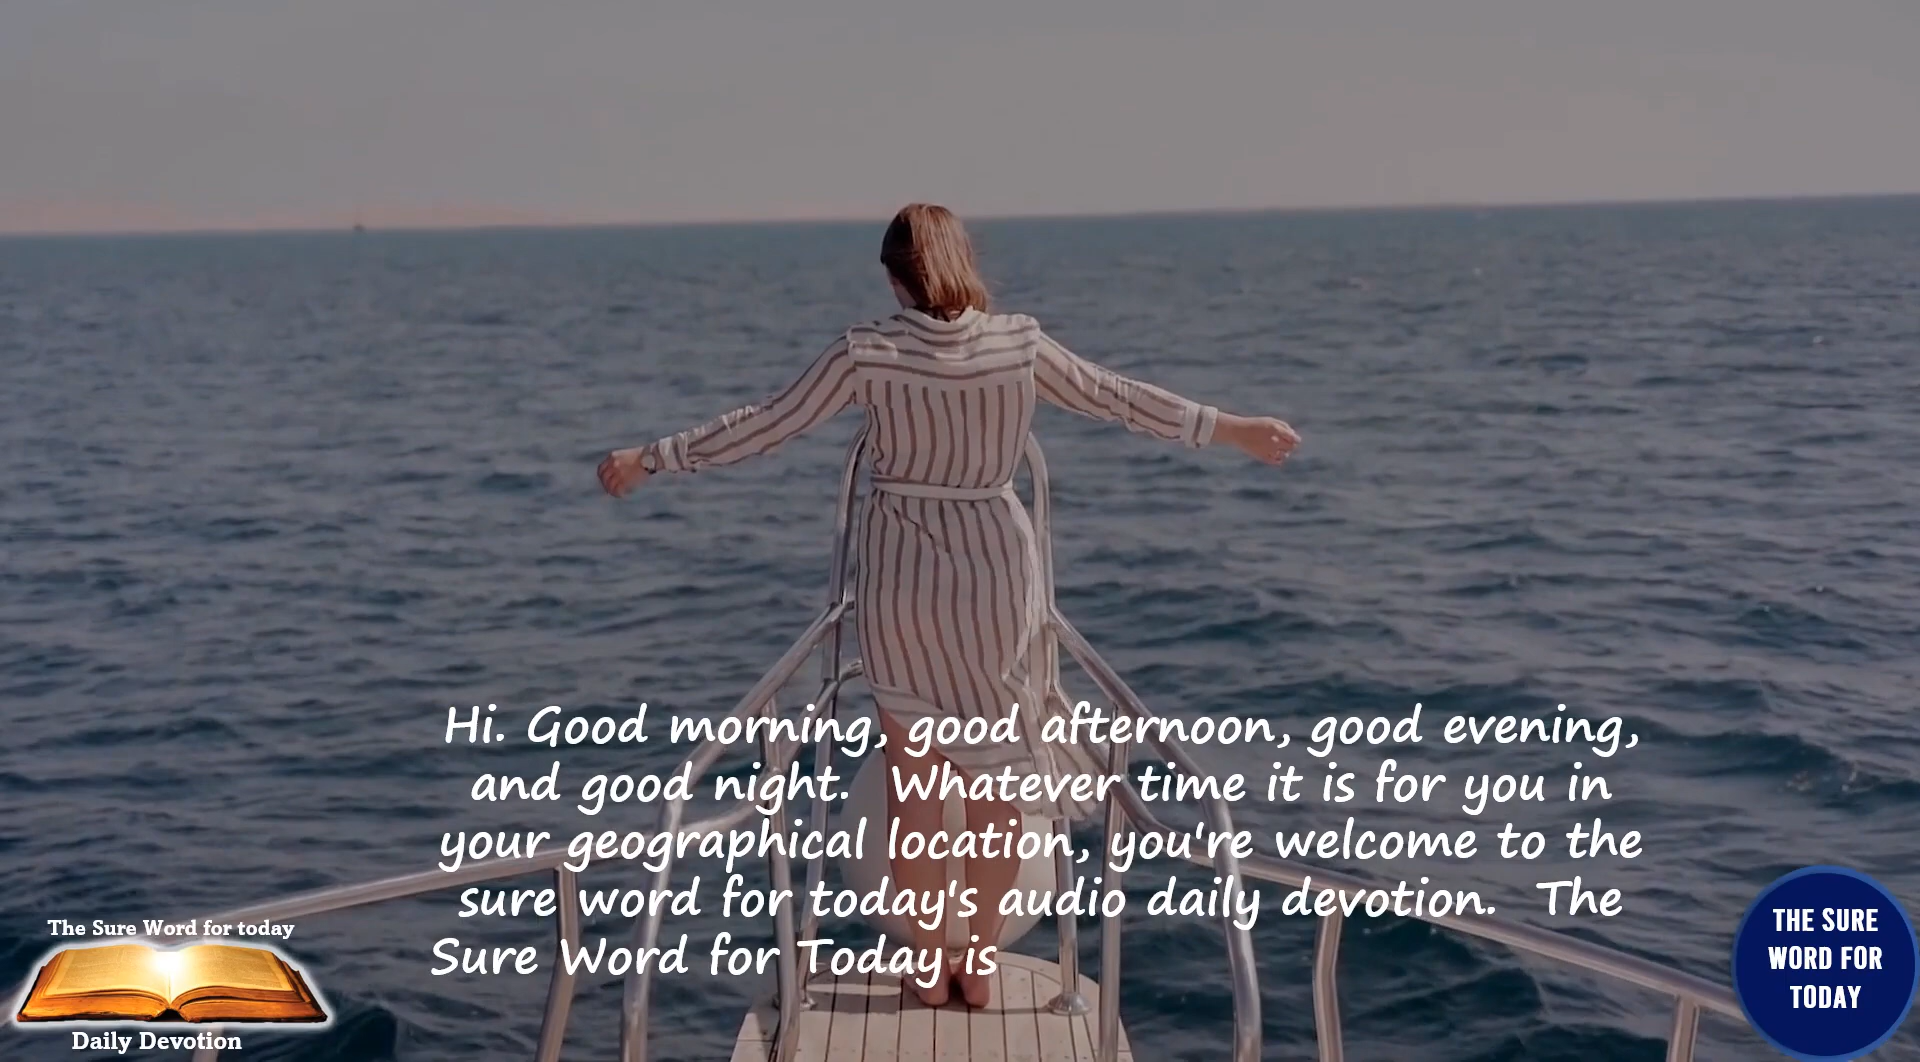 Hi. Good morning, good afternoon, good evening,
and good night. Whatever time it is for you in
your geographical location, you're welcome to the
sure word for today's audio daily devotion. The
Sure Word for Today is
The Sure Word for today
Daily Devotion
THE SURE
WORD FOR
TODAY